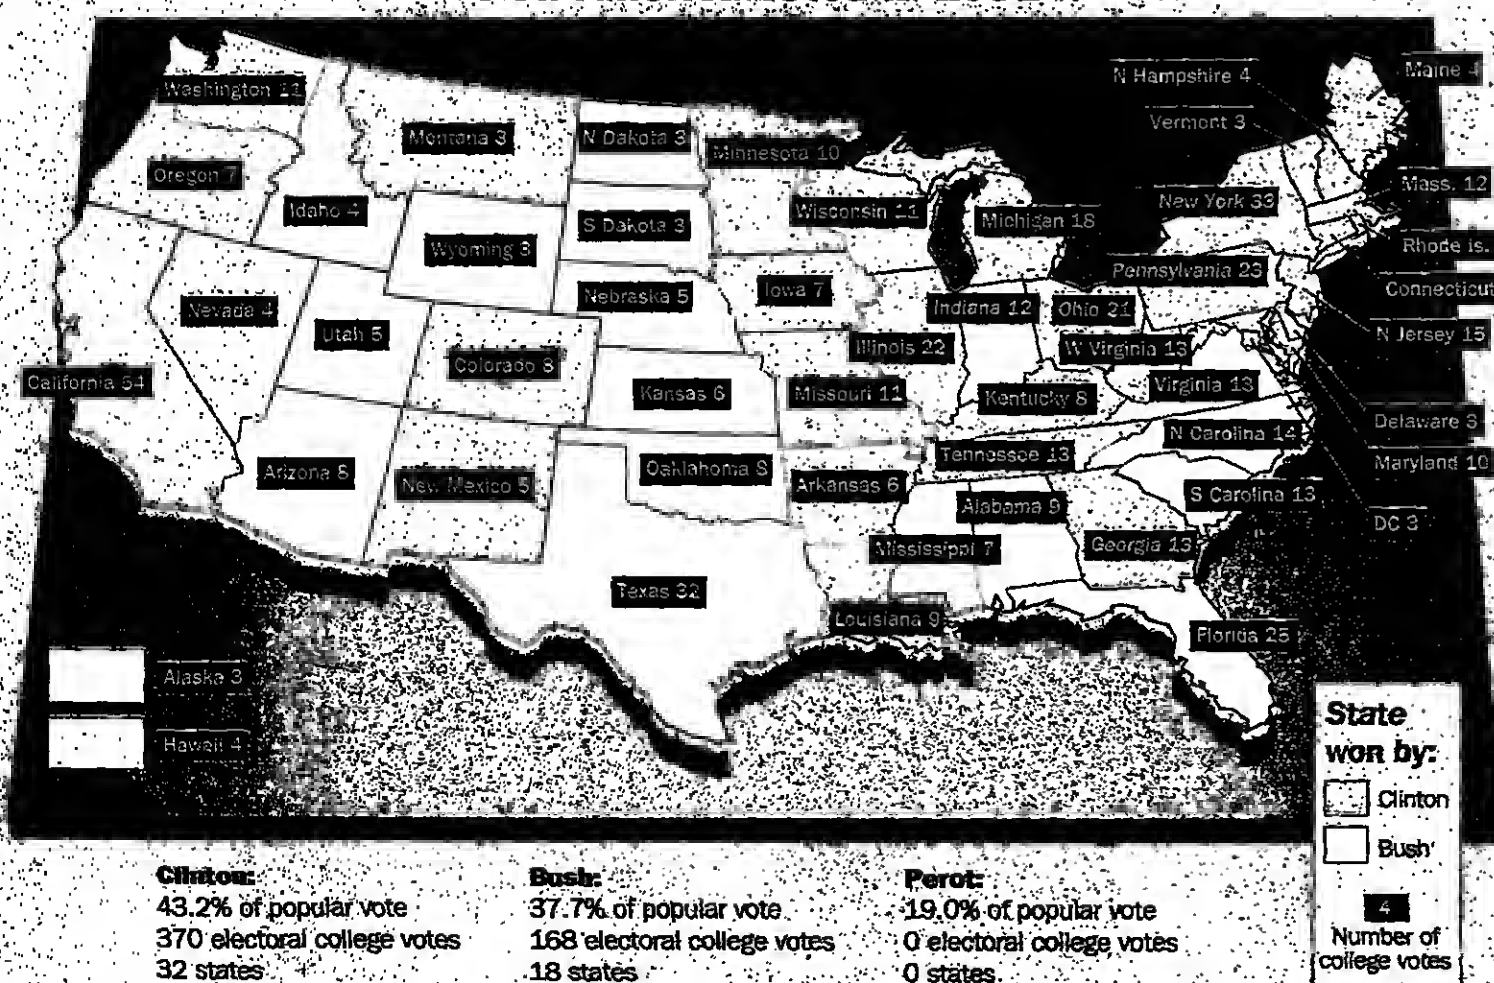 Washington 11
Montana 3
N Dakota 3
Minnesota 10
N Hampshire 4
Maine 4
Vermont 3
Oregon 7
Idaho 4
Wyoming 3
S Dakota 3
Wisconsin 11
Michigan 18
New York 33
Mass. 12
Rhode is.
Connecticut
Nevada 4
Utah 5
Nebraska 5
Iowa 7
Indiana 12
Ohio 21
Pennsylvania 23
N Jersey 15
California 54
Colorado 8
Kansas 6
Illinois 22
Missouri 11
W Virginia 13
Kentucky 8
Virginia 13
Delaware 3
Maryland 10
DC 3
Arizona 8
New Mexico 5
Oaklahoma 8
Arkansas 6
Tennessee 13
N Carolina 14
S Carolina 13
Alabama 9
Georgia 13
Mississippi 7
Texas 32
Louisiana 9
Florida 25
Alaska 3
Hawaii 4
State
won by:
Clinton
Bush
4
Number of
college votes
Clinton:
43.2% of popular vote
370 electoral college votes
32 states
Bush:
37.7% of popular vote
168 electoral college votes
18 states
Perot:
19.0% of popular vote
0 electoral college votes
0 states